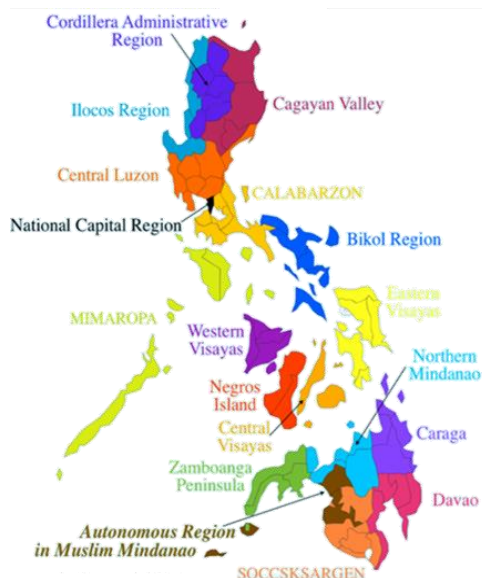 Cordillera Administrative
Region
Ilocos Region
Cagayan Valley
Central Luzon
CALABARZON
National Capital Region
Bikol Region
MIMAROPA
Eastern
Visayas
Western
Visayas
Northern
Mindanao
Negros
Island
Central
Visayas
Caraga
Zamboanga
Peninsula
Davao
Autonomous Region
in Muslim Mindanao
SOCCSKSARGEN